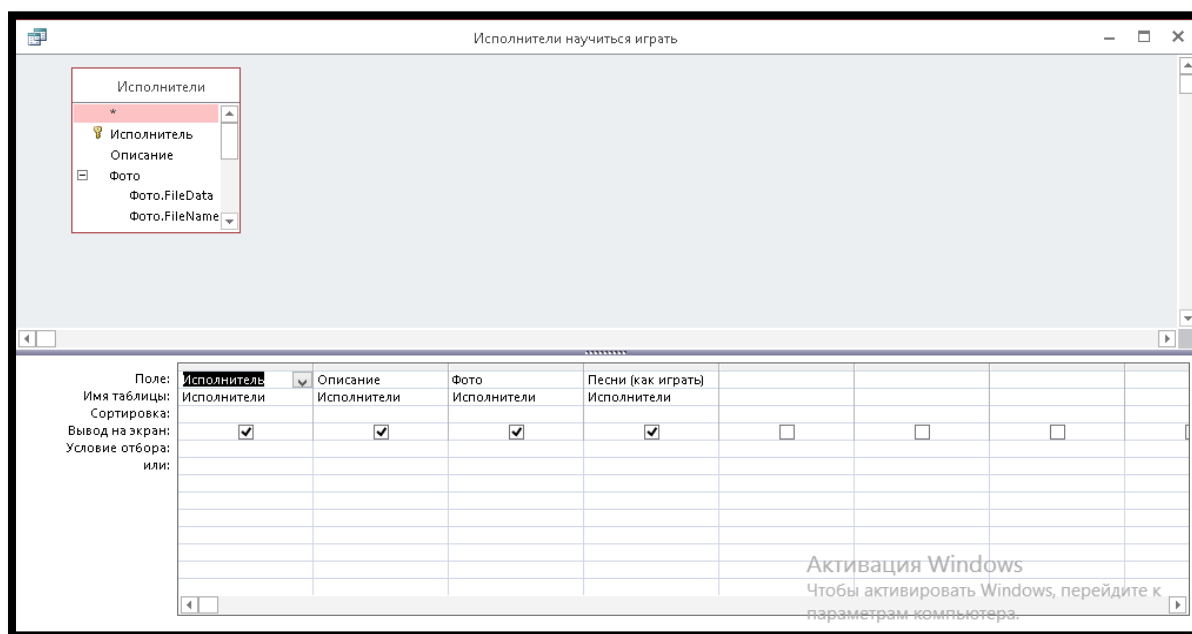 Исполнители научиться играть
Исполнители
*
Исполнитель
Описание
Фото
Фото.FileData
Фото.FileName
Поле: Исполнитель Описание Фото Песни (как играть)
Имя таблицы: Исполнители Исполнители Исполнители Исполнители
Сортировка:
Вывод на экран:
Условие отбора:
или:
Активация Windows
Чтобы активировать Windows, перейдите к
параметрам компьютера.